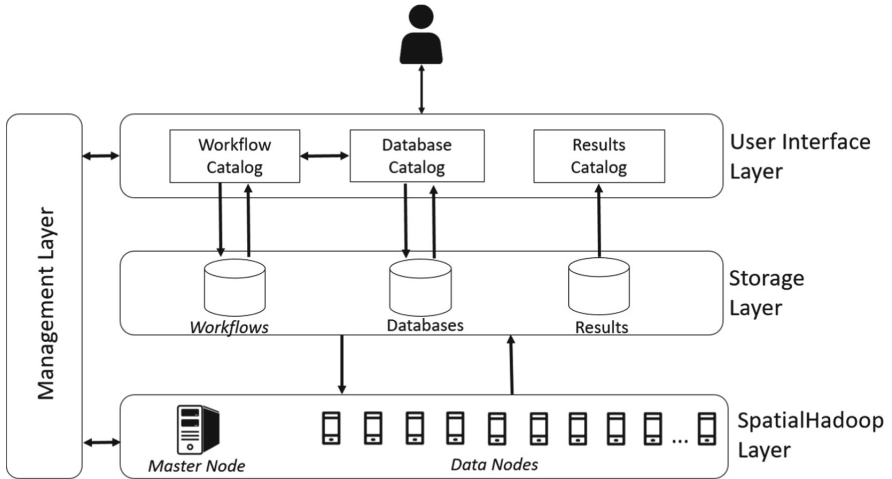 Workflow
Catalog
Database
Catalog
Results
Catalog
User Interface
Layer
Management Layer
Workflows
Databases
Results
Storage
Layer
Master Node
Data Nodes
...
SpatialHadoop
Layer